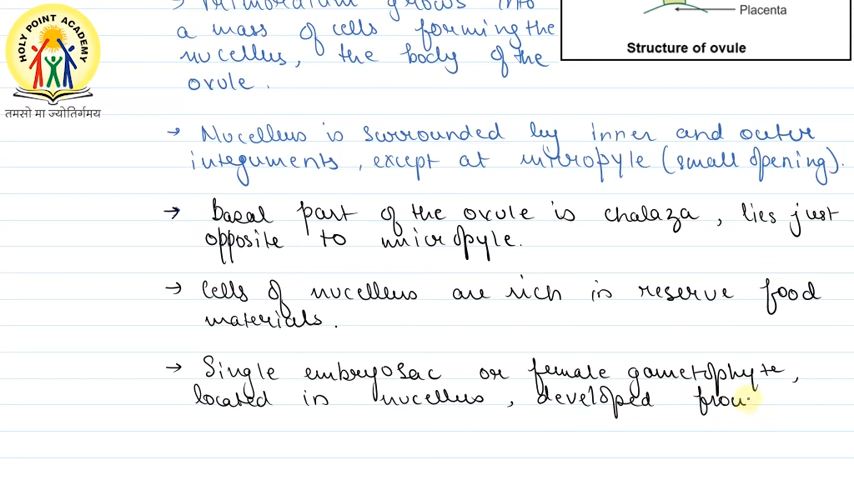 → Primordium grows into
a mass of cells forming the
nucellus, the body of the
ovule.
Placenta
Structure of ovule
HOLY POINT ACADEMY
तमसो मा ज्योतिर्गमय
→ Nucellus is surrounded by inner and outer
integuments, except at micropyle (small opening).
→ Basal part of the ovule is chalaza, lies just
opposite to micropyle.
→ Cells of nucellus are rich in reserve food
materials.
→ Single embryosac or female gametophyte,
located in nucellus, developed from